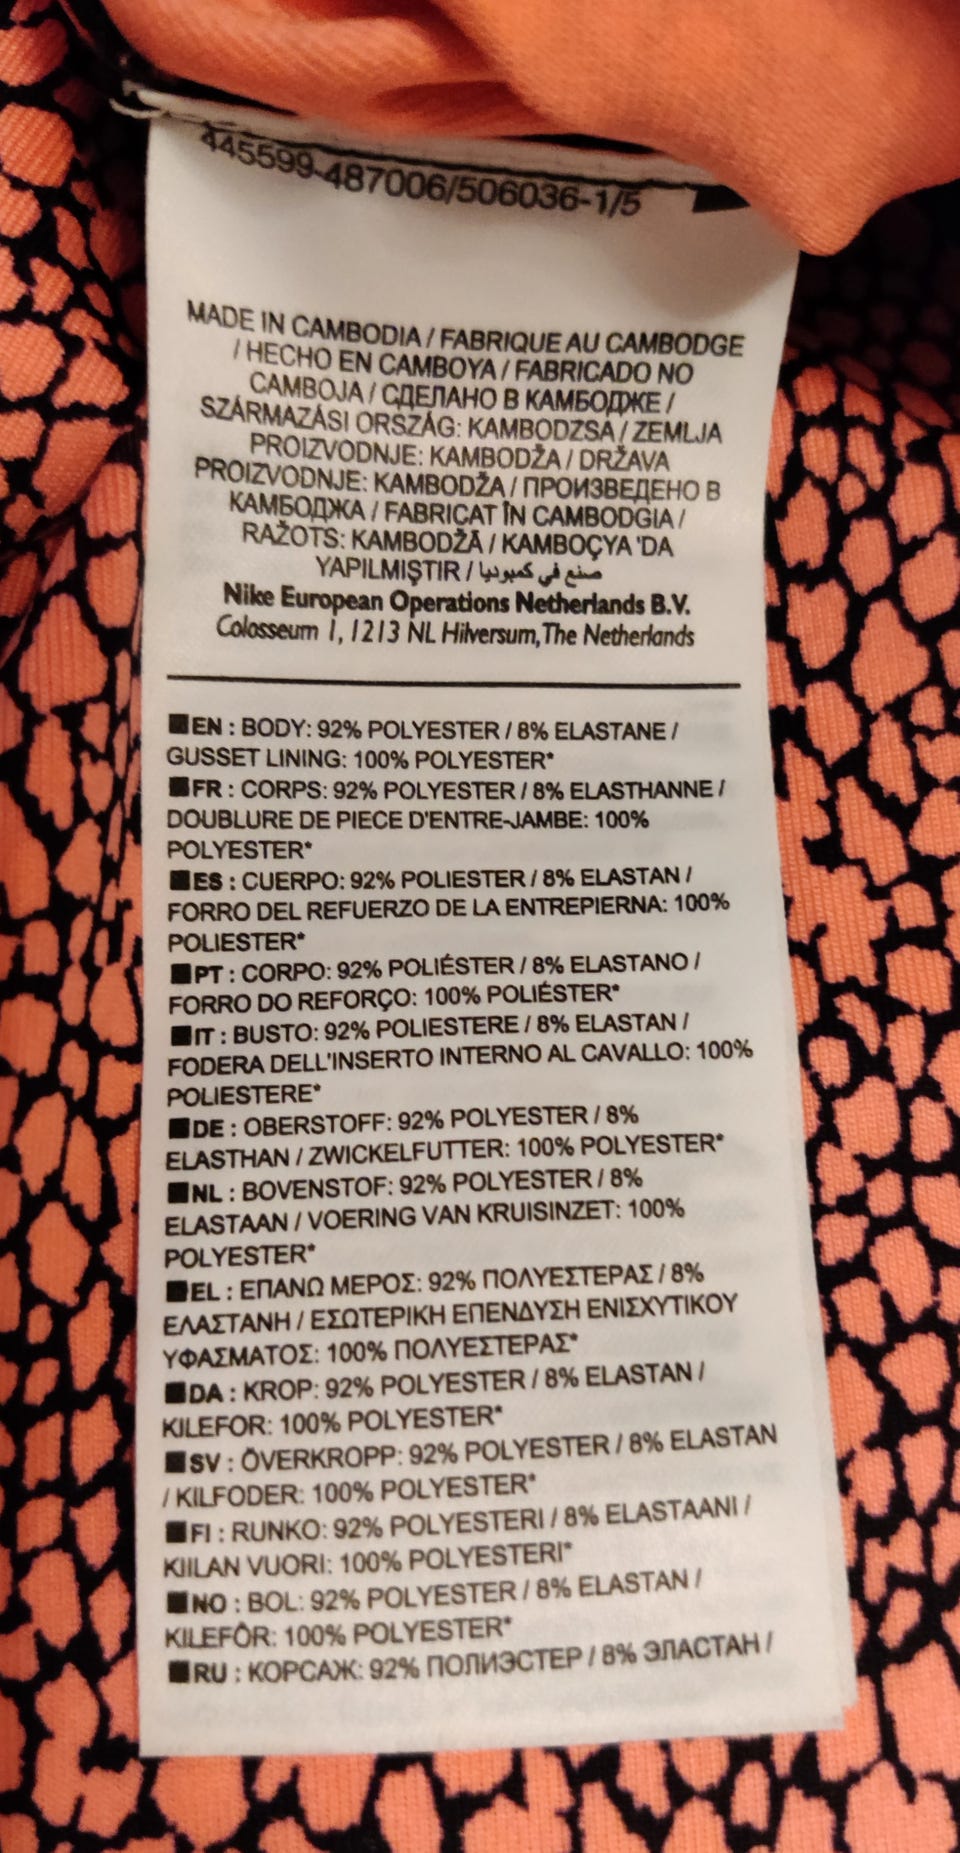 445599-487006/506036-1/5
MADE IN CAMBODIA / FABRIQUE AU CAMBODGE
/ HECHO EN CAMBOYA / FABRICADO NO
CAMBOJA / СДЕЛАНО В КАМБОДЖЕ /
SZÁRMAZÁSI ORSZÁG: KAMBODZSA / ZEMLJA
PROIZVODNJE: KAMBODŽA / DRŽAVA
PROIZVODNJE: KAMBODŽA / ПРОИЗВЕДЕНО В
КАМБОДЖА / FABRICAT ÎN CAMBODGIA /
RAŽOTS: KAMBODŽĀ / KAMBOÇYA 'DA
YAPILMIŞTIR / صنع في كمبوديا
Nike European Operations Netherlands B.V.
Colosseum 1, 1213 NL Hilversum, The Netherlands
■EN : BODY: 92% POLYESTER / 8% ELASTANE /
GUSSET LINING: 100% POLYESTER*
■FR : CORPS: 92% POLYESTER / 8% ELASTHANNE /
DOUBLURE DE PIECE D'ENTRE-JAMBE: 100%
POLYESTER*
■ES : CUERPO: 92% POLIESTER / 8% ELASTAN /
FORRO DEL REFUERZO DE LA ENTREPIERNA: 100%
POLIESTER*
■PT : CORPO: 92% POLIÉSTER / 8% ELASTANO /
FORRO DO REFORÇO: 100% POLIÉSTER*
■IT : BUSTO: 92% POLIESTERE / 8% ELASTAN /
FODERA DELL'INSERTO INTERNO AL CAVALLO: 100%
POLIESTERE*
■DE : OBERSTOFF: 92% POLYESTER / 8%
ELASTHAN / ZWICKELFUTTER: 100% POLYESTER*
■NL : BOVENSTOF: 92% POLYESTER / 8%
ELASTAAN / VOERING VAN KRUISINZET: 100%
POLYESTER*
■EL : ΕΠΑΝΩ ΜΕΡΟΣ: 92% ΠΟΛΥΕΣΤΕΡΑΣ / 8%
ΕΛΑΣΤΑΝΗ / ΕΣΩΤΕΡΙΚΗ ΕΠΕΝΔΥΣΗ ΕΝΙΣΧΥΤΙΚΟΥ
ΥΦΑΣΜΑΤΟΣ: 100% ΠΟΛΥΕΣΤΕΡΑΣ*
■DA : KROP: 92% POLYESTER / 8% ELASTAN /
KILEFOR: 100% POLYESTER*
■SV : ÖVERKROPP: 92% POLYESTER / 8% ELASTAN
/ KILFODER: 100% POLYESTER*
■FI : RUNKO: 92% POLYESTERI / 8% ELASTAANI /
KIILAN VUORI: 100% POLYESTERI*
■NO : BOL: 92% POLYESTER / 8% ELASTAN /
KILEFÔR: 100% POLYESTER*
■RU : КОРСАЖ: 92% ПОЛИЭСТЕР / 8% ЭЛАСТАН /